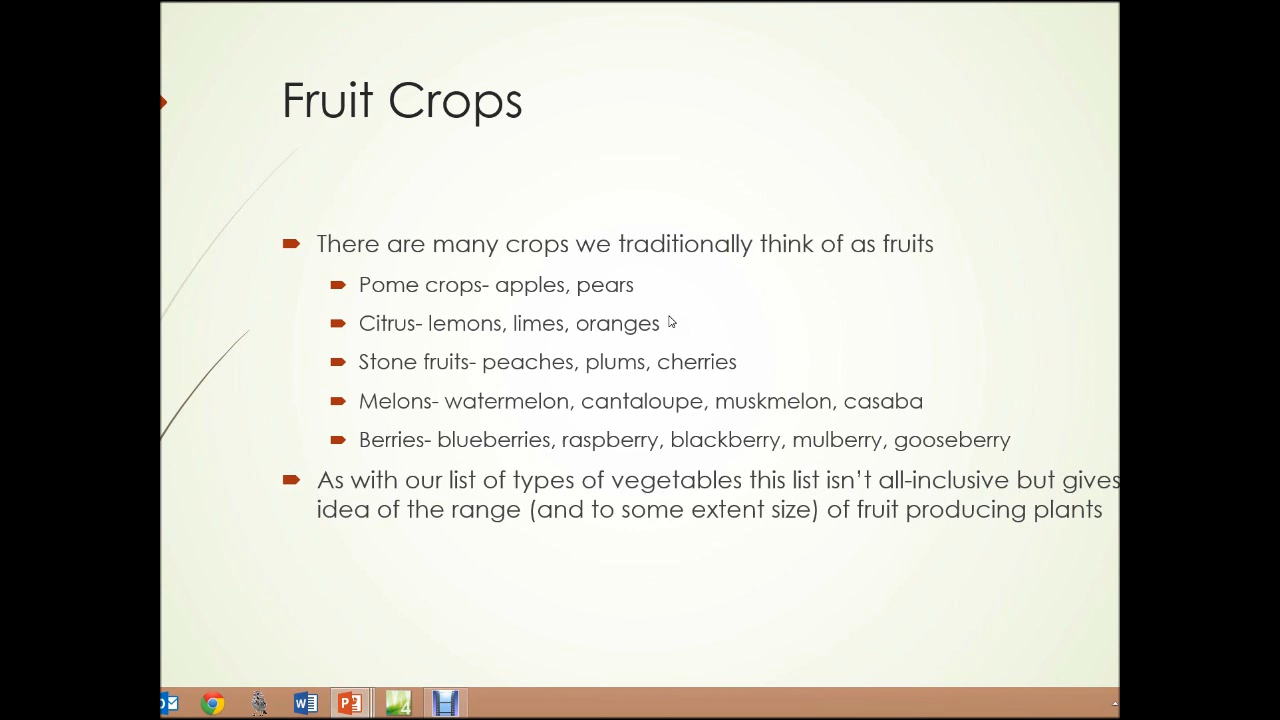 Fruit Crops
There are many crops we traditionally think of as fruits
Pome crops- apples, pears
Citrus- lemons, limes, oranges
Stone fruits- peaches, plums, cherries
Melons- watermelon, cantaloupe, muskmelon, casaba
Berries- blueberries, raspberry, blackberry, mulberry, gooseberry
As with our list of types of vegetables this list isn't all-inclusive but gives
idea of the range (and to some extent size) of fruit producing plants